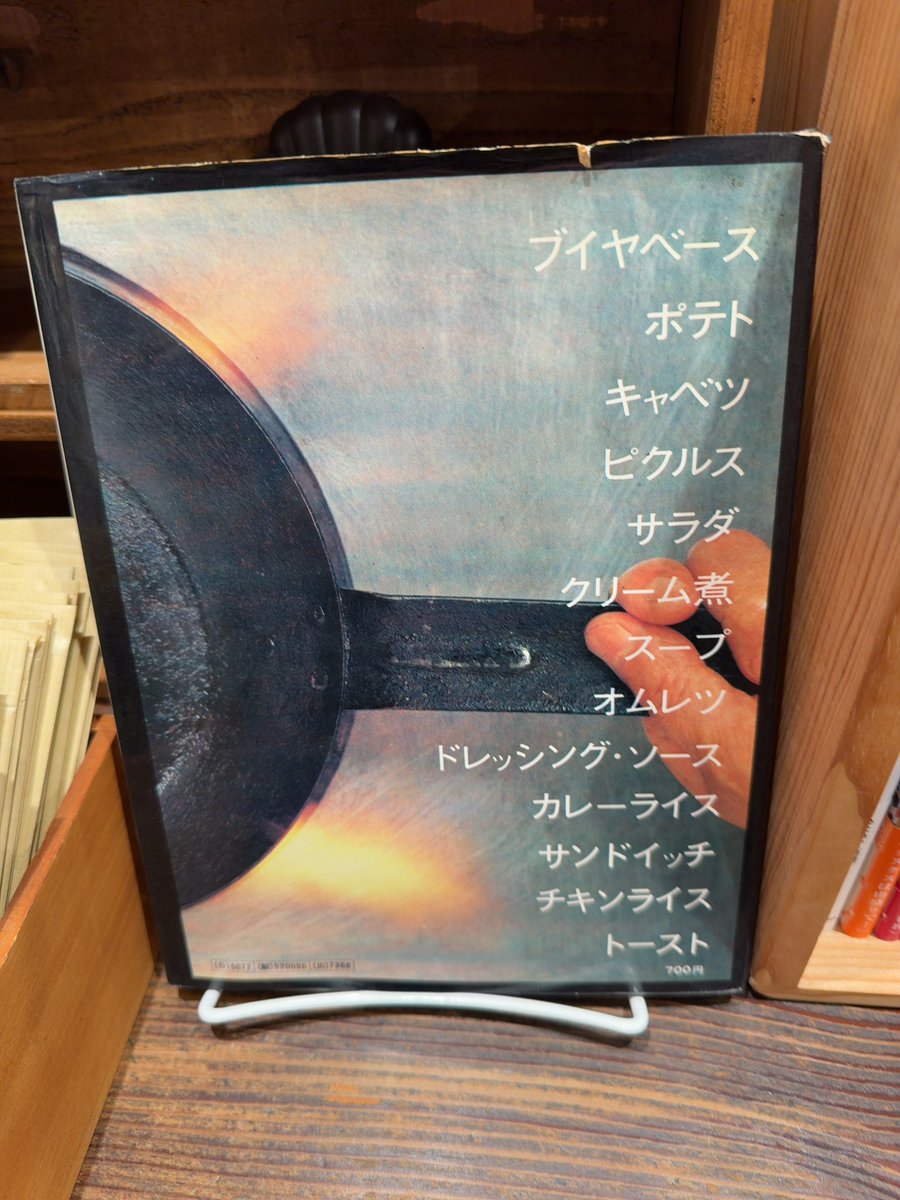 ブイヤベース
ポテト
キャベツ
ピクルス
サラダ
クリーム煮
スープ
オムレツ
ドレッシング・ソース
カレーライス
サンドイッチ
チキンライス
トースト
700円